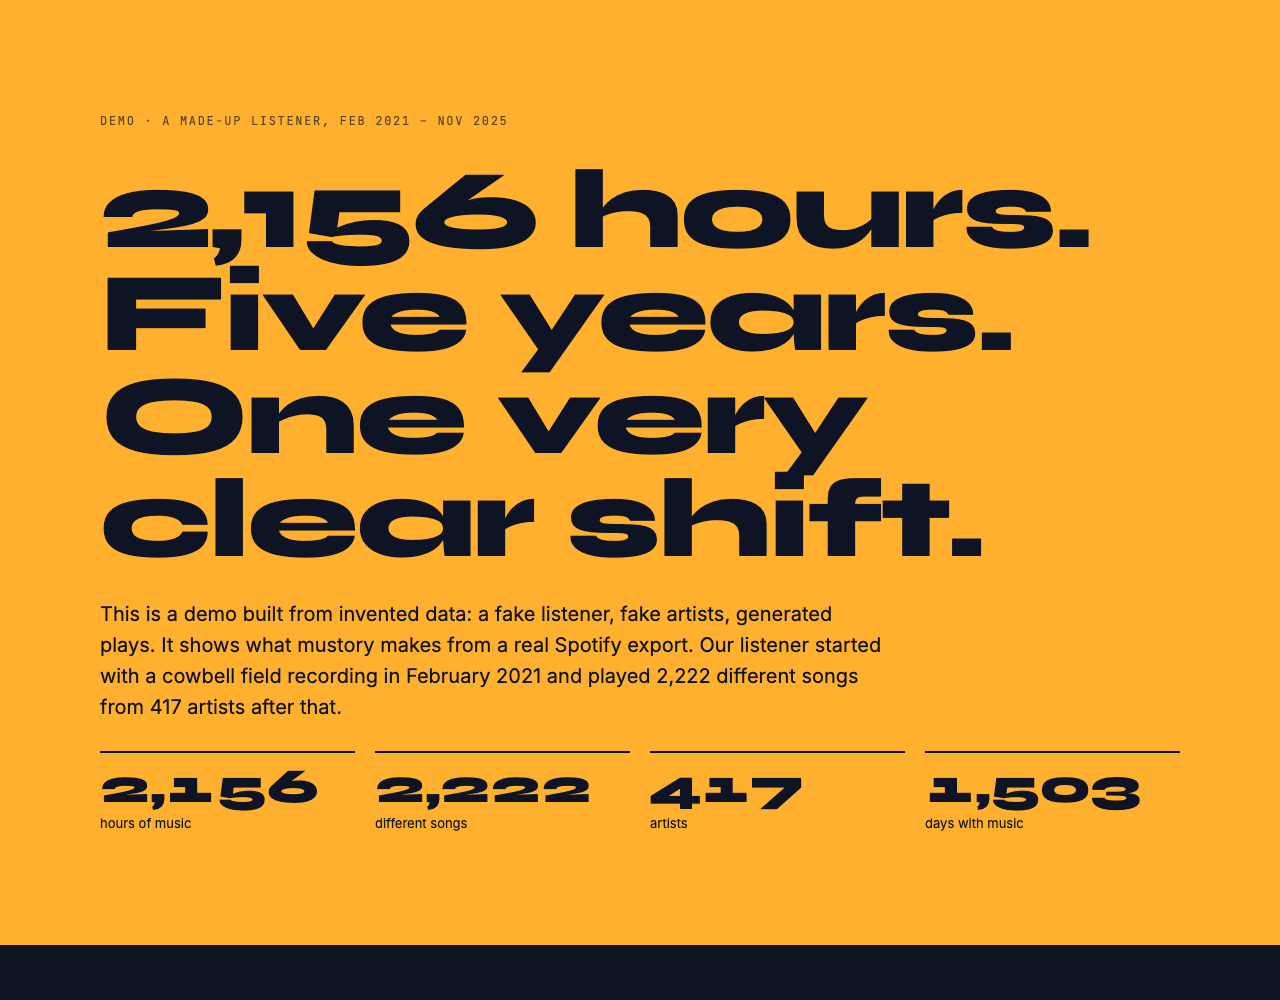 DEMO · A MADE-UP LISTENER, FEB 2021 – NOV 2025
2,156 hours.
Five years.
One very
clear shift.
This is a demo built from invented data: a fake listener, fake artists, generated
plays. It shows what mustory makes from a real Spotify export. Our listener started
with a cowbell field recording in February 2021 and played 2,222 different songs
from 417 artists after that.
2,156
hours of music
2,222
different songs
417
artists
1,503
days with music